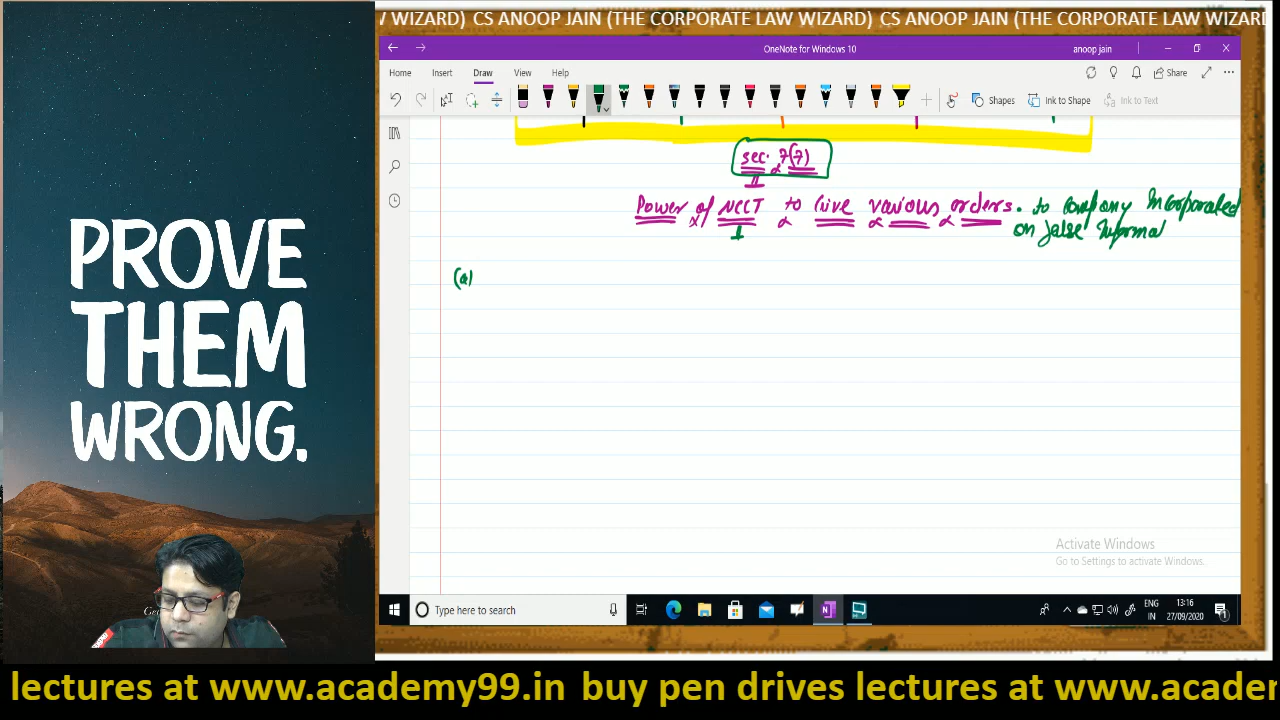 W WIZARD) CS ANOOP JAIN (THE CORPORATE LAW WIZARD) CS ANOOP JAIN (THE CORPORATE LAW WIZARD
OneNote for Windows 10
anoop jain
Home Insert Draw View Help
Share
Shapes Ink to Shape Ink to Text
sec. 7(7)
Power of NCLT to Give various orders. to Company Incorporated
on false Informa
(a)
PROVE
THEM
WRONG.
Activate Windows
Go to Settings to activate Windows.
Type here to search
ENG
IN
13:16
27/09/2020
lectures at www.academy99.in buy pen drives lectures at www.acader